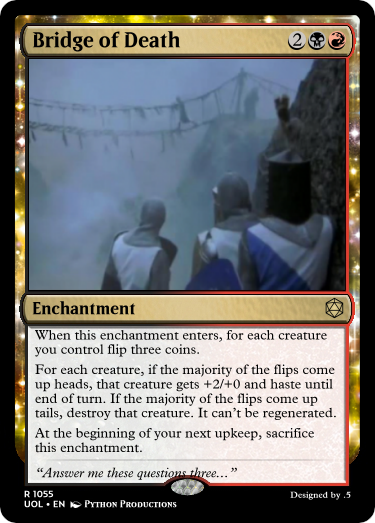 Bridge of Death 2
Enchantment
When this enchantment enters, for each creature
you control flip three coins.
For each creature, if the majority of the flips come
up heads, that creature gets +2/+0 and haste until
end of turn. If the majority of the flips come up
tails, destroy that creature. It can't be regenerated.
At the beginning of your next upkeep, sacrifice
this enchantment.
“Answer me these questions three...”
R 1055
UOL • EN Python Productions
Designed by .5